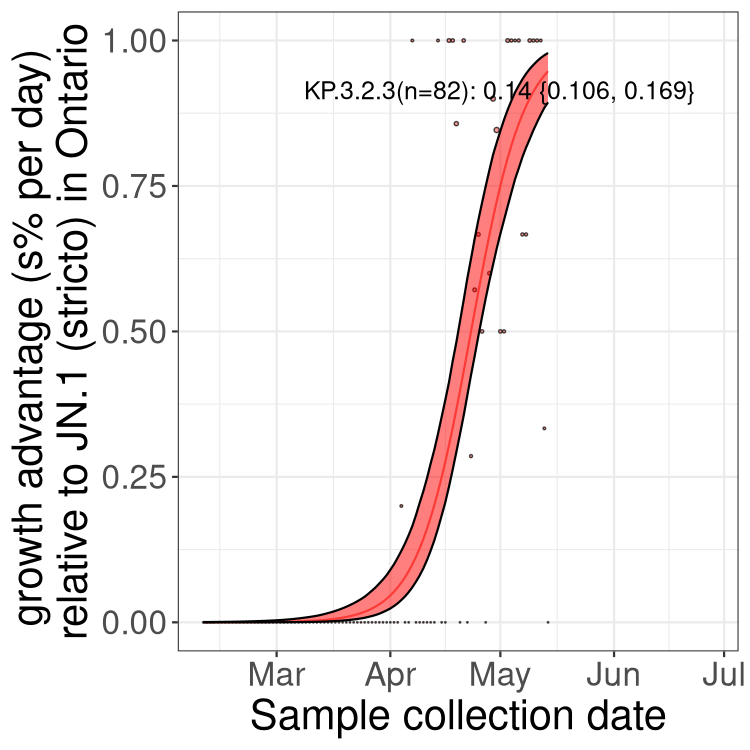 growth advantage (s% per day)
relative to JN.1 (stricto) in Ontario
1.00
0.75
0.50
0.25
0.00
KP.3.2.3(n=82): 0.14 {0.106, 0.169}
Mar Apr May Jun Jul
Sample collection date